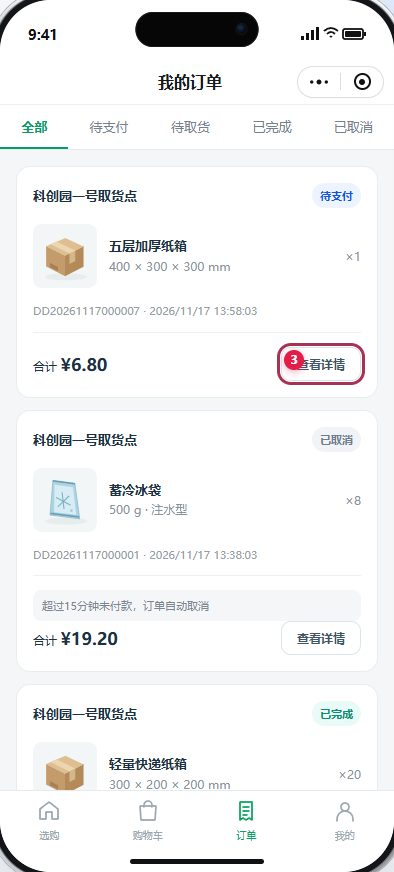 9:41
我的订单
全部 待支付 待取货 已完成 已取消
科创园一号取货点 待支付
五层加厚纸箱
400 × 300 × 300 mm ×1
DD20261117000007 · 2026/11/17 13:58:03
合计 ¥6.80 3 查看详情
科创园一号取货点 已取消
蓄冷冰袋
500 g · 注水型 ×8
DD20261117000001 · 2026/11/17 13:38:03
超过15分钟未付款，订单自动取消
合计 ¥19.20 查看详情
科创园一号取货点 已完成
轻量快递纸箱
300 × 200 × 200 mm ×20
选购 购物车 订单 我的